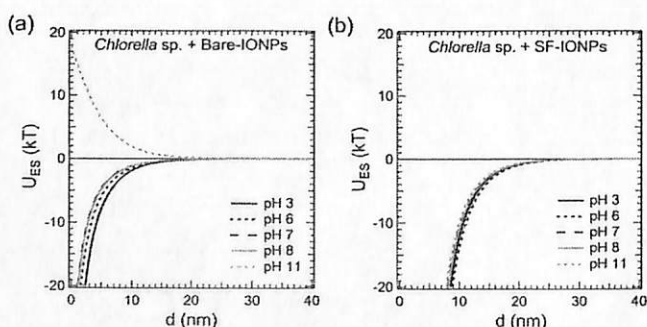 (a)
Chlorella sp. + Bare-IONPs
20
10
0
-10
-20
U_ES (kT)
pH 3
pH 6
pH 7
pH 8
pH 11
0 10 20 30 40
d (nm)
(b)
Chlorella sp. + SF-IONPs
20
10
0
-10
-20
U_ES (kT)
pH 3
pH 6
pH 7
pH 8
pH 11
0 10 20 30 40
d (nm)